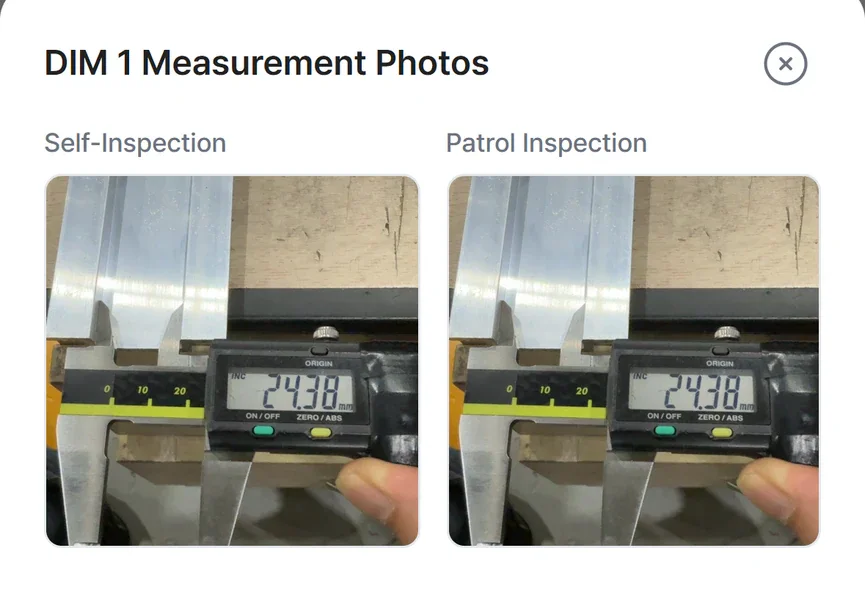 DIM 1 Measurement Photos
Self-Inspection
Patrol Inspection
ORIGIN
INC
24.38 mm
0 10 20
ON / OFF ZERO / ABS
ORIGIN
INC
24.38 mm
0 10 20
ON / OFF ZERO / ABS